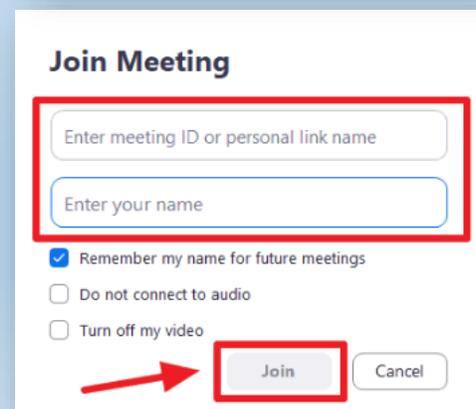 Join Meeting
Enter meeting ID or personal link name
Enter your name
Remember my name for future meetings
Do not connect to audio
Turn off my video
Join Cancel